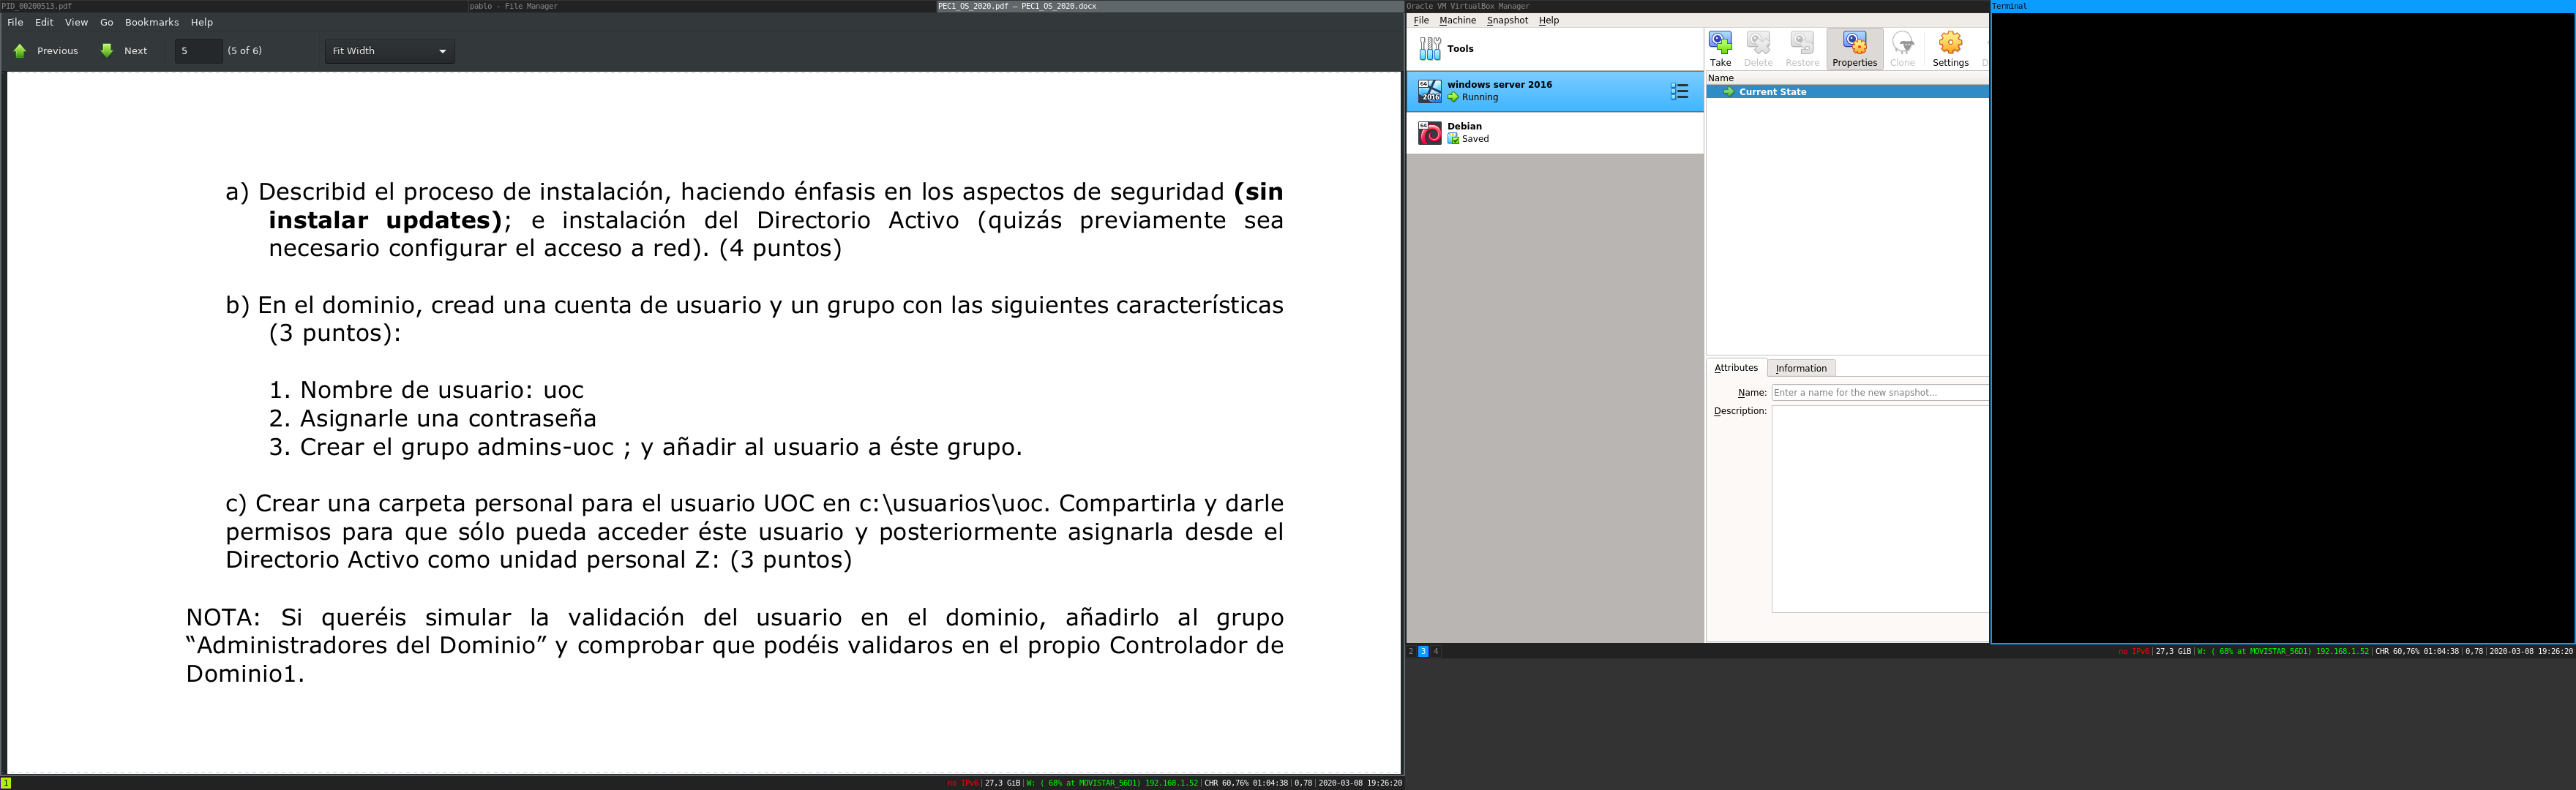 PID_00200513.pdf
pablo - File Manager
PEC1_OS_2020.pdf — PEC1_OS_2020.docx
File Edit View Go Bookmarks Help
Previous Next 5 (5 of 6) Fit Width
a) Describid el proceso de instalación, haciendo énfasis en los aspectos de seguridad (sin
instalar updates); e instalación del Directorio Activo (quizás previamente sea
necesario configurar el acceso a red). (4 puntos)
b) En el dominio, cread una cuenta de usuario y un grupo con las siguientes características
(3 puntos):
1. Nombre de usuario: uoc
2. Asignarle una contraseña
3. Crear el grupo admins-uoc ; y añadir al usuario a éste grupo.
c) Crear una carpeta personal para el usuario UOC en c:\usuarios\uoc. Compartirla y darle
permisos para que sólo pueda acceder éste usuario y posteriormente asignarla desde el
Directorio Activo como unidad personal Z: (3 puntos)
NOTA: Si queréis simular la validación del usuario en el dominio, añadirlo al grupo
“Administradores del Dominio” y comprobar que podéis validaros en el propio Controlador de
Dominio1.
1
no IPv6| 27,3 GiB| W: ( 68% at MOVISTAR_56D1) 192.168.1.52| CHR 60,76% 01:04:38| 0,78| 2020-03-08 19:26:20
Oracle VM VirtualBox Manager
File Machine Snapshot Help
Tools
windows server 2016
Running
Debian
Saved
Take Delete Restore Properties Clone Settings D
Name
Current State
Attributes Information
Name: Enter a name for the new snapshot...
Description:
2 3 4
Terminal
no IPv6| 27,3 GiB| W: ( 68% at MOVISTAR_56D1) 192.168.1.52| CHR 60,76% 01:04:38| 0,78| 2020-03-08 19:26:20